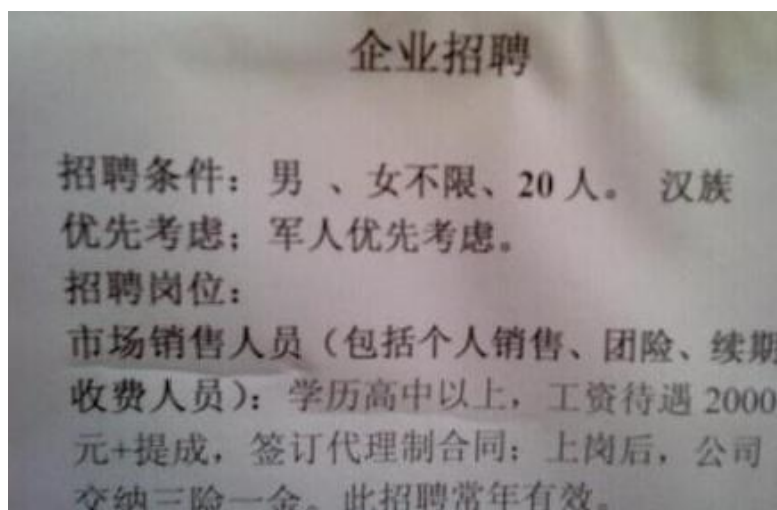 企业招聘
招聘条件：男 、女不限、20人。 汉族
优先考虑；军人优先考虑。
招聘岗位：
市场销售人员（包括个人销售、团险、续期
收费人员）：学历高中以上，工资待遇 2000
元+提成，签订代理制合同；上岗后，公司
交纳三险一金。此招聘常年有效。